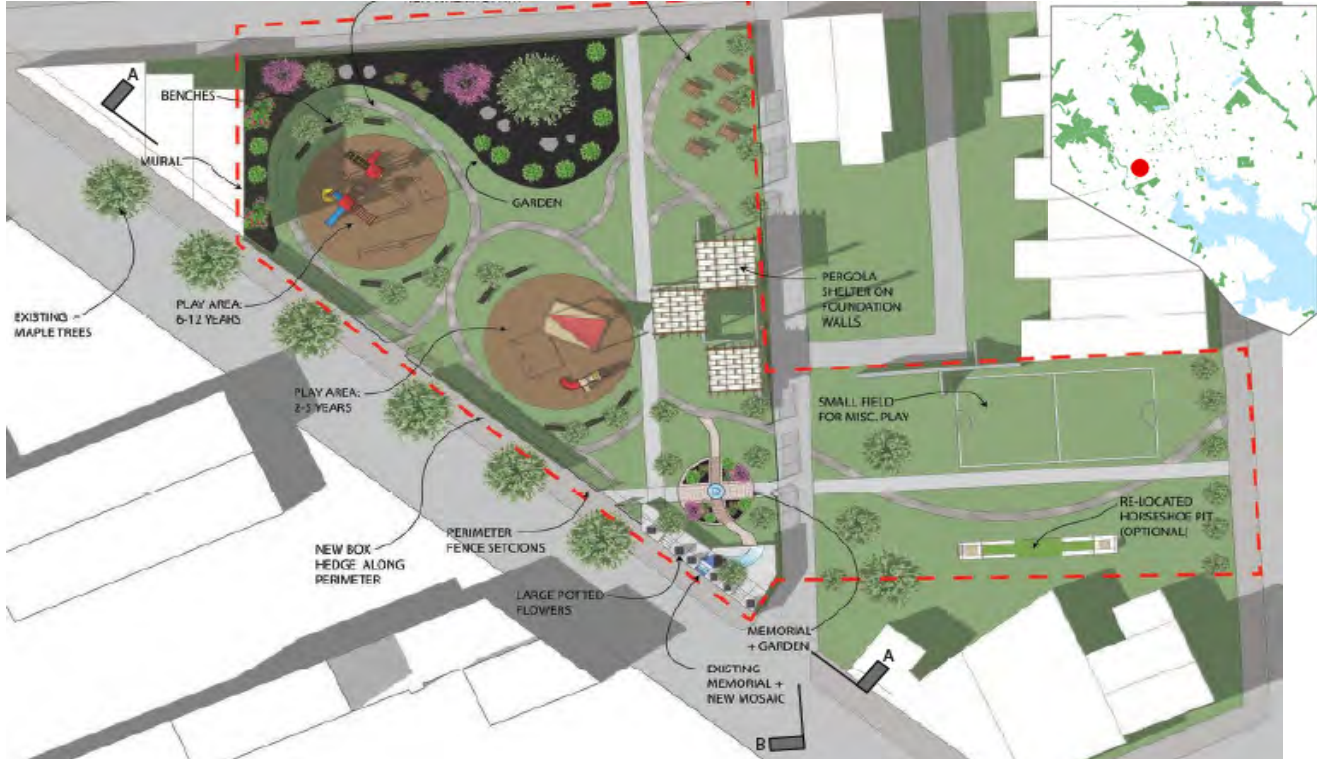 A
BENCHES
MURAL
GARDEN
EXISTING
MAPLE TREES
PLAY AREA:
6-12 YEARS
PERGOLA
SHELTER ON
FOUNDATION
WALLS
PLAY AREA:
2-5 YEARS
SMALL FIELD
FOR MISC. PLAY
NEW BOX
HEDGE ALONG
PERIMETER
PERIMETER
FENCE SETCIONS
RE-LOCATED
HORSESHOE PIT
(OPTIONAL)
LARGE POTTED
FLOWERS
MEMORIAL
+ GARDEN
EXISTING
MEMORIAL +
NEW MOSAIC
A
B